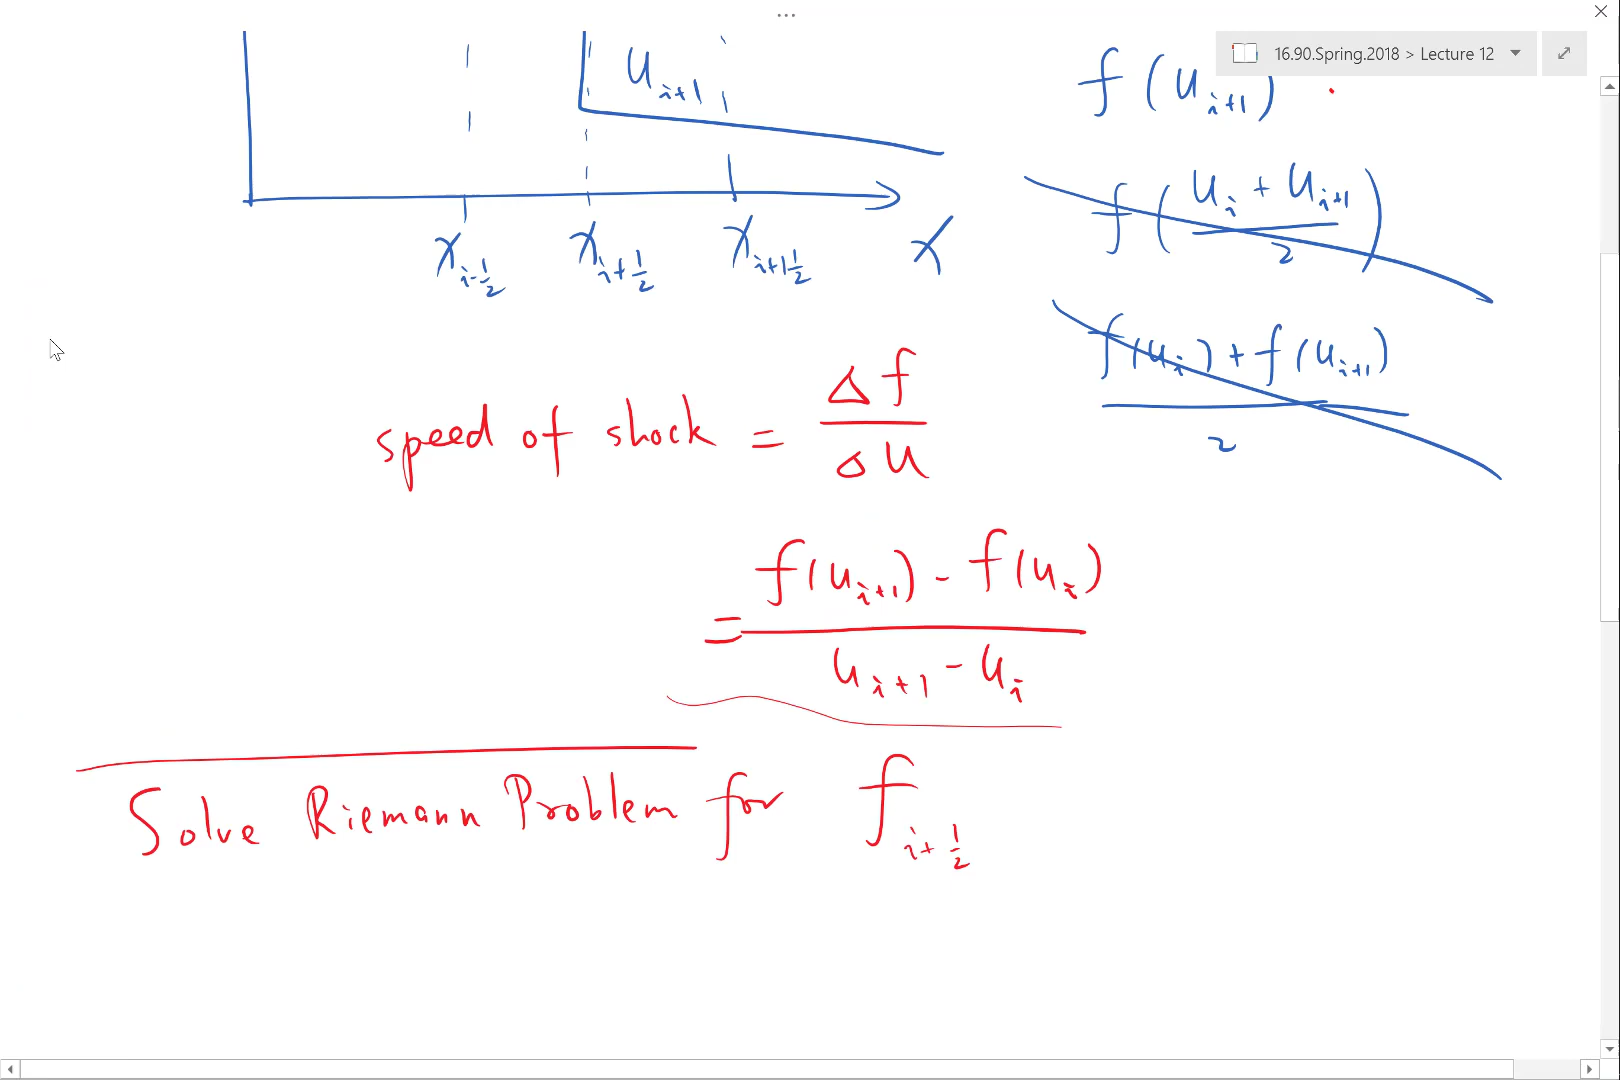 16.90.Spring.2018 > Lecture 12
u_{i+1}
f(u_{i+1})
f((u_i + u_{i+1})/2)
x_{i-1/2} x_{i+1/2} x_{i+1 1/2} x
(f(u_i) + f(u_{i+1}))/2
speed of shock = Δf/Δu
= (f(u_{i+1}) - f(u_i))/(u_{i+1} - u_i)
Solve Riemann Problem for f_{i+1/2}